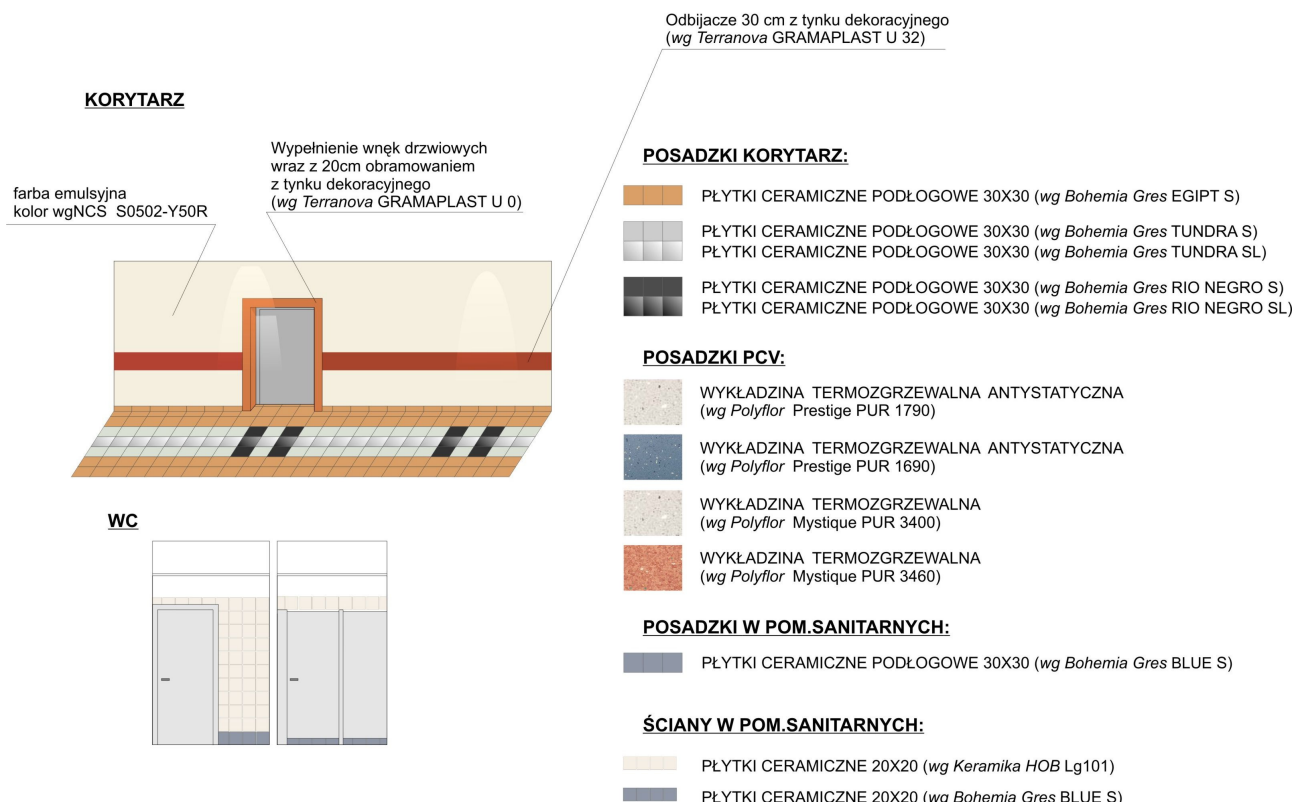 Odbijacze 30 cm z tynku dekoracyjnego
(wg Terranova GRAMAPLAST U 32)
KORYTARZ
Wypełnienie wnęk drzwiowych
wraz z 20cm obramowaniem
z tynku dekoracyjnego
(wg Terranova GRAMAPLAST U 0)
farba emulsyjna
kolor wgNCS S0502-Y50R
POSADZKI KORYTARZ:
PŁYTKI CERAMICZNE PODŁOGOWE 30X30 (wg Bohemia Gres EGIPT S)
PŁYTKI CERAMICZNE PODŁOGOWE 30X30 (wg Bohemia Gres TUNDRA S)
PŁYTKI CERAMICZNE PODŁOGOWE 30X30 (wg Bohemia Gres TUNDRA SL)
PŁYTKI CERAMICZNE PODŁOGOWE 30X30 (wg Bohemia Gres RIO NEGRO S)
PŁYTKI CERAMICZNE PODŁOGOWE 30X30 (wg Bohemia Gres RIO NEGRO SL)
POSADZKI PCV:
WYKŁADZINA TERMOZGRZEWALNA ANTYSTATYCZNA
(wg Polyflor Prestige PUR 1790)
WYKŁADZINA TERMOZGRZEWALNA ANTYSTATYCZNA
(wg Polyflor Prestige PUR 1690)
WYKŁADZINA TERMOZGRZEWALNA
(wg Polyflor Mystique PUR 3400)
WYKŁADZINA TERMOZGRZEWALNA
(wg Polyflor Mystique PUR 3460)
WC
POSADZKI W POM.SANITARNYCH:
PŁYTKI CERAMICZNE PODŁOGOWE 30X30 (wg Bohemia Gres BLUE S)
ŚCIANY W POM.SANITARNYCH:
PŁYTKI CERAMICZNE 20X20 (wg Keramika HOB Lg101)
PŁYTKI CERAMICZNE 20X20 (wg Bohemia Gres BLUE S)